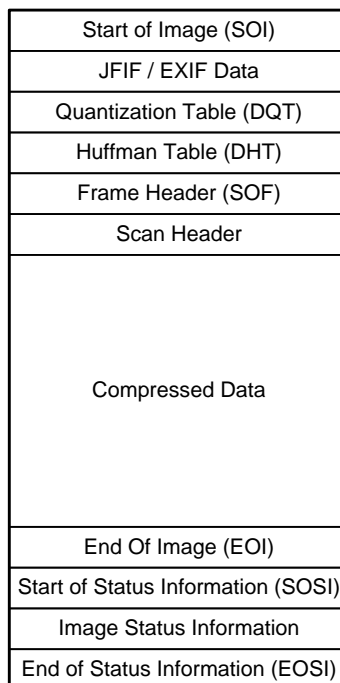 Start of Image (SOI)
JFIF / EXIF Data
Quantization Table (DQT)
Huffman Table (DHT)
Frame Header (SOF)
Scan Header
Compressed Data
End Of Image (EOI)
Start of Status Information (SOSI)
Image Status Information
End of Status Information (EOSI)